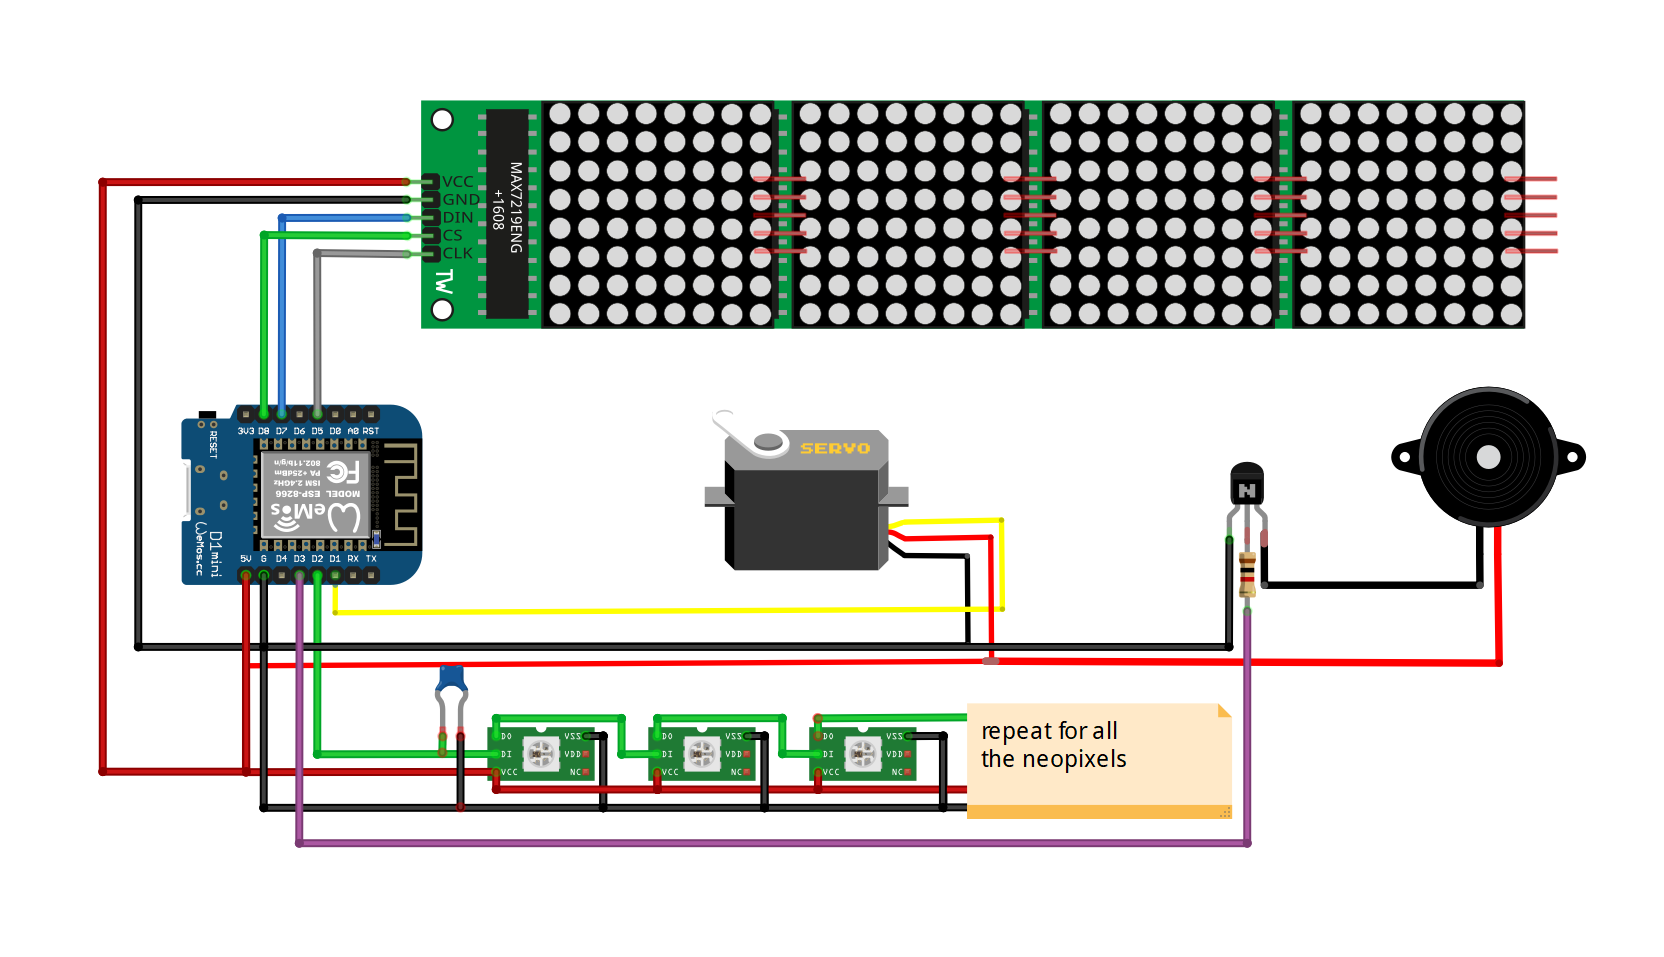 VCC
GND
DIN
CS
CLK
MAX7219ENG
+1608
TW
3V3 D8 D7 D6 D5 D0 A0 RST
RESET
802.11b/g/n
PA +25dBm
ISM 2.4GHz
MODEL ESP-8266
FC
WeMos
D1mini
WeMos.cc
5V G D4 D3 D2 D1 RX TX
SERVO
N
DO VSS
DI VDD
VCC NC
DO VSS
DI VDD
VCC NC
DO VSS
DI VDD
VCC NC
repeat for all
the neopixels